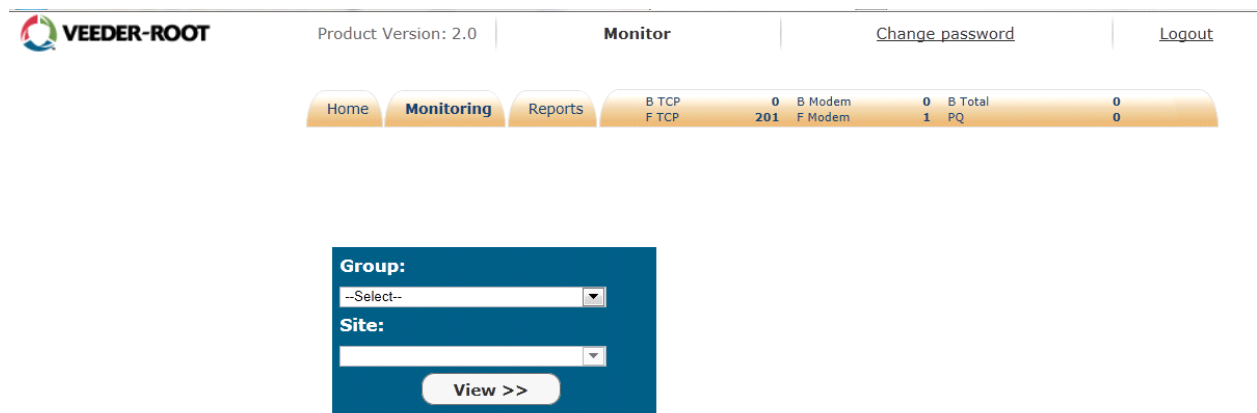 VEEDER-ROOT Product Version: 2.0 Monitor Change password Logout
Home Monitoring Reports
B TCP 0 B Modem 0 B Total 0
F TCP 201 F Modem 1 PQ 0
Group:
--Select--
Site:
View >>